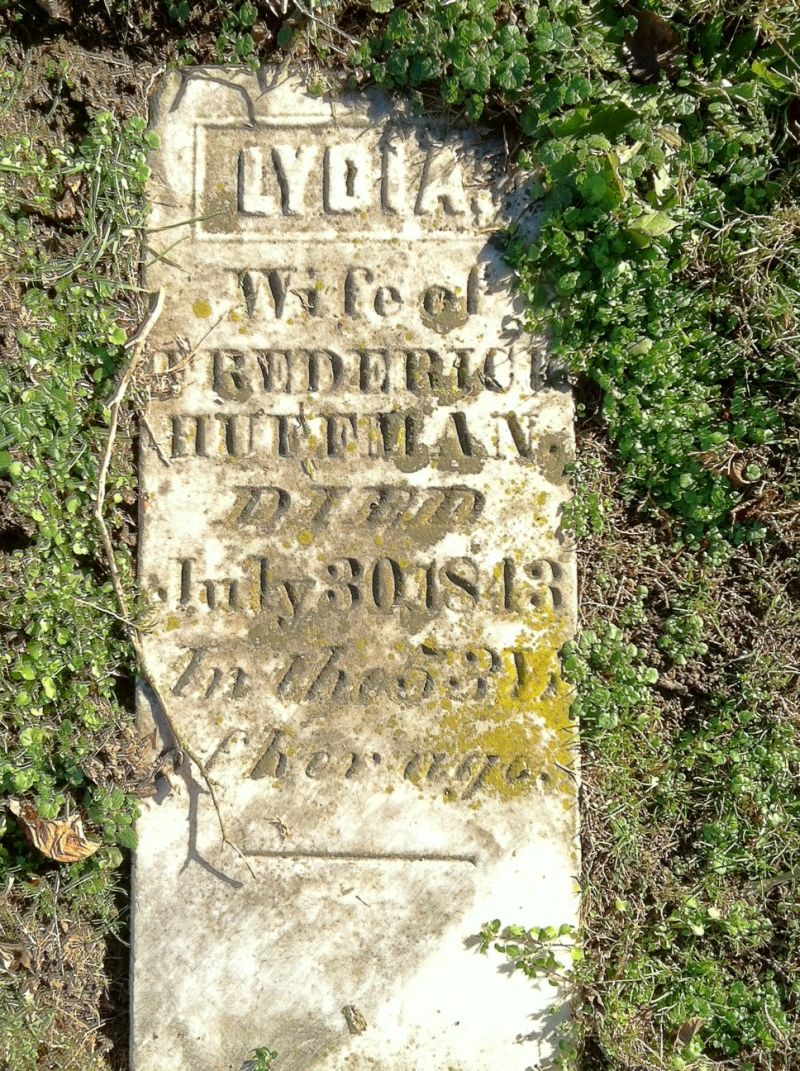 LYDIA,
Wife of
FREDERICK
HUFFMAN.
DIED
July 30, 1843
In the 53 Yr
of her age.